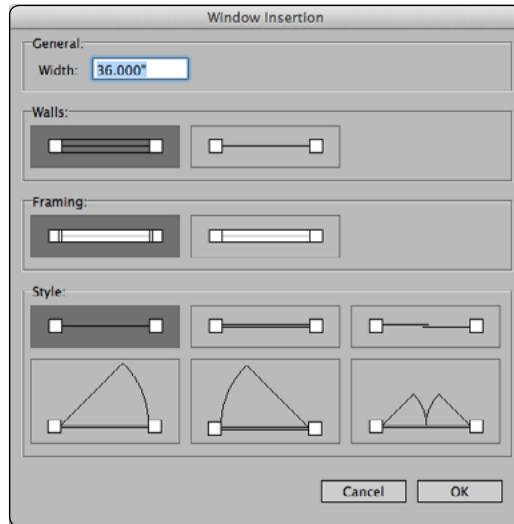 Window Insertion
General:
Width: 36.000"
Walls:
Framing:
Style:
Cancel OK